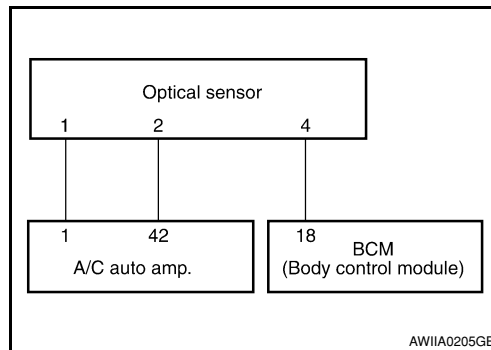 Optical sensor
1 2 4
1 42 18
A/C auto amp.
BCM
(Body control module)
AWIIA0205GB